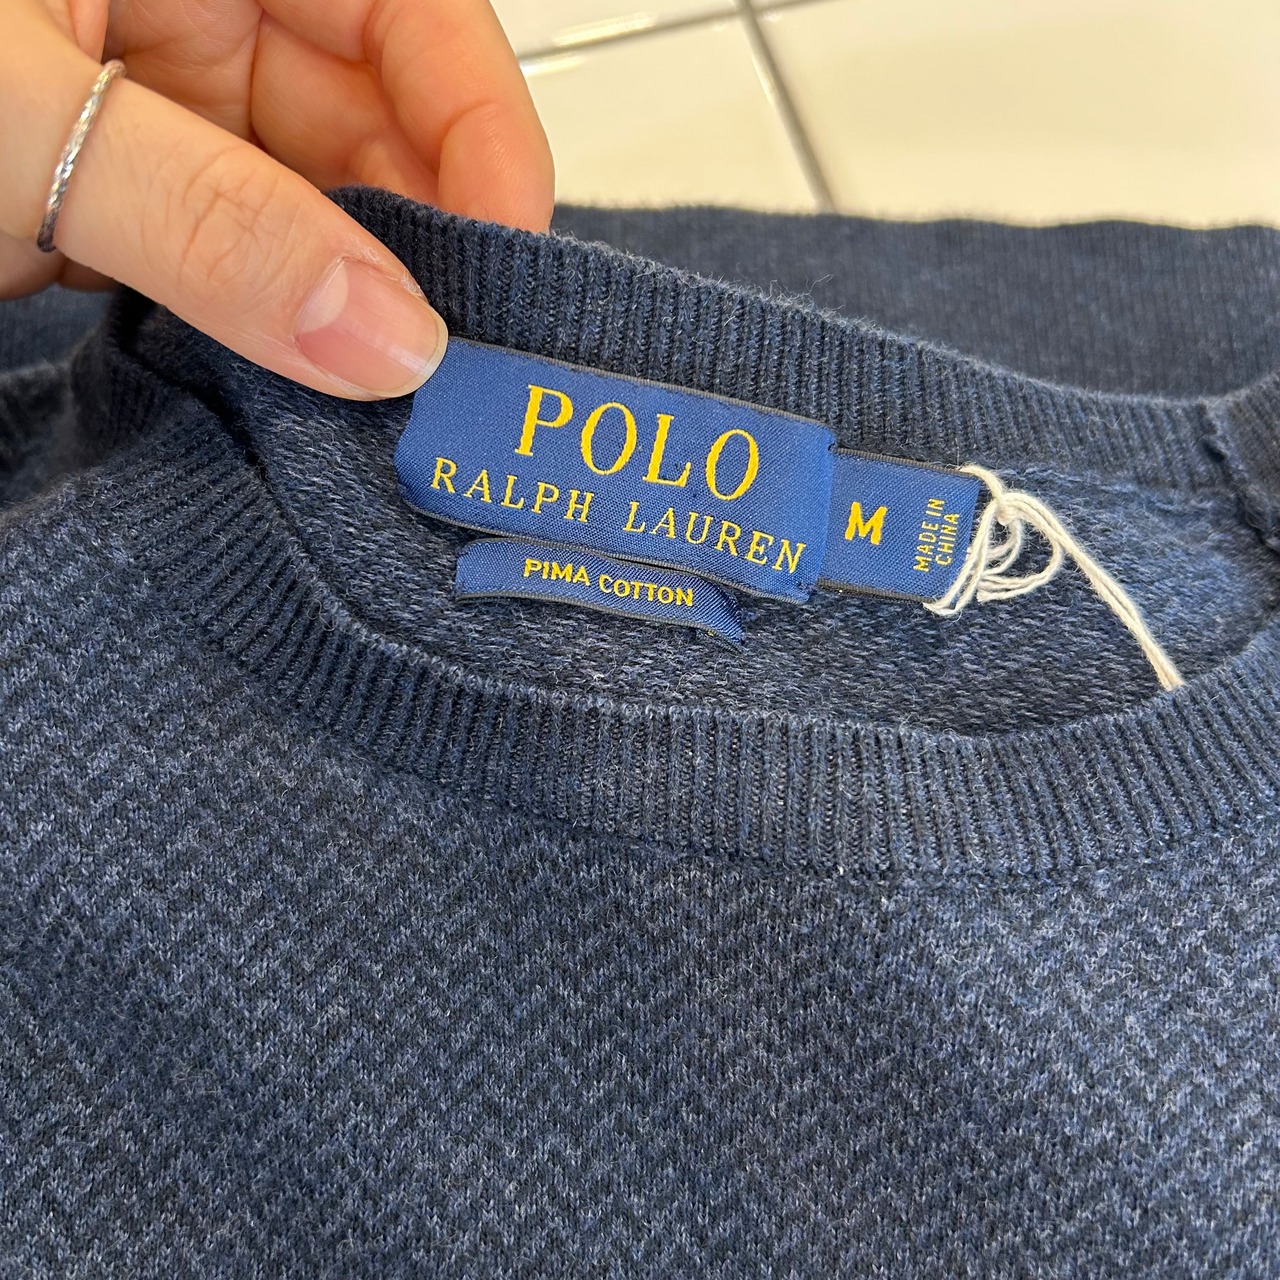 POLO
RALPH LAUREN
PIMA COTTON
M
MADE IN
CHINA